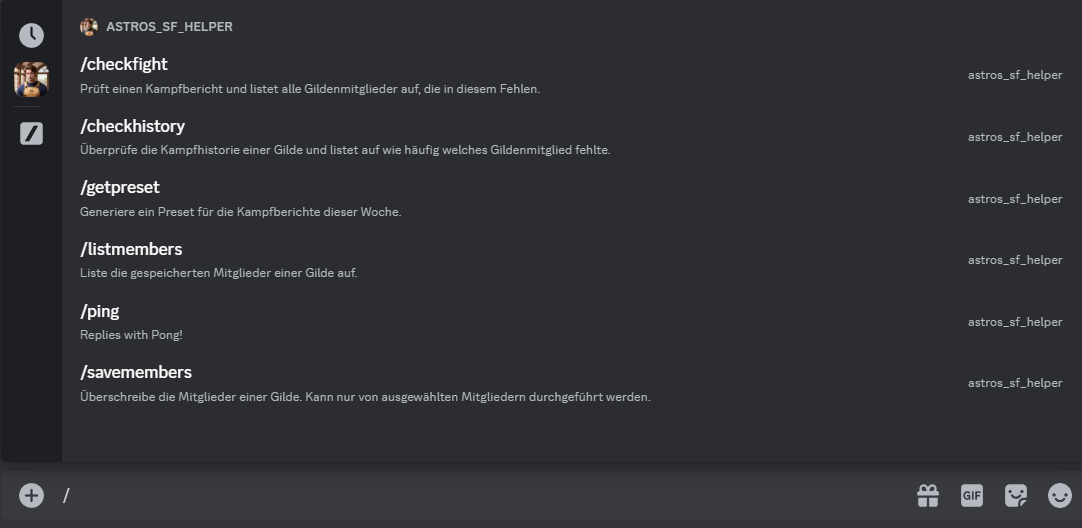 ASTROS_SF_HELPER
/checkfight
Prüft einen Kampfbericht und listet alle Gildenmitglieder auf, die in diesem Fehlen.
astros_sf_helper
/checkhistory
Überprüfe die Kampfhistorie einer Gilde und listet auf wie häufig welches Gildenmitglied fehlte.
astros_sf_helper
/getpreset
Generiere ein Preset für die Kampfberichte dieser Woche.
astros_sf_helper
/listmembers
Liste die gespeicherten Mitglieder einer Gilde auf.
astros_sf_helper
/ping
Replies with Pong!
astros_sf_helper
/savemembers
Überschreibe die Mitglieder einer Gilde. Kann nur von ausgewählten Mitgliedern durchgeführt werden.
astros_sf_helper
/
GIF